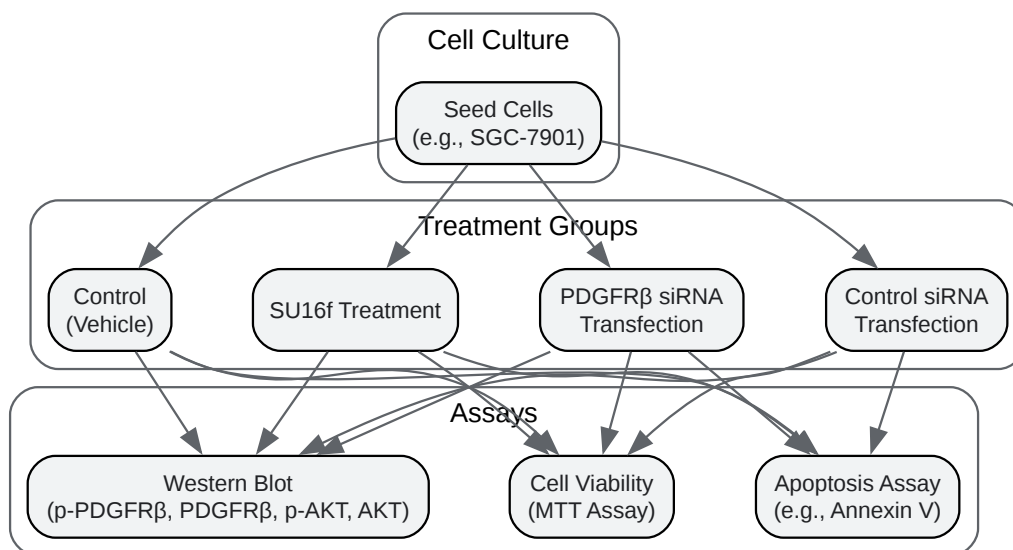 Cell Culture
Seed Cells
(e.g., SGC-7901)
Treatment Groups
Control
(Vehicle)
SU16f Treatment
PDGFRβ siRNA
Transfection
Control siRNA
Transfection
Assays
Western Blot
(p-PDGFRβ, PDGFRβ, p-AKT, AKT)
Cell Viability
(MTT Assay)
Apoptosis Assay
(e.g., Annexin V)